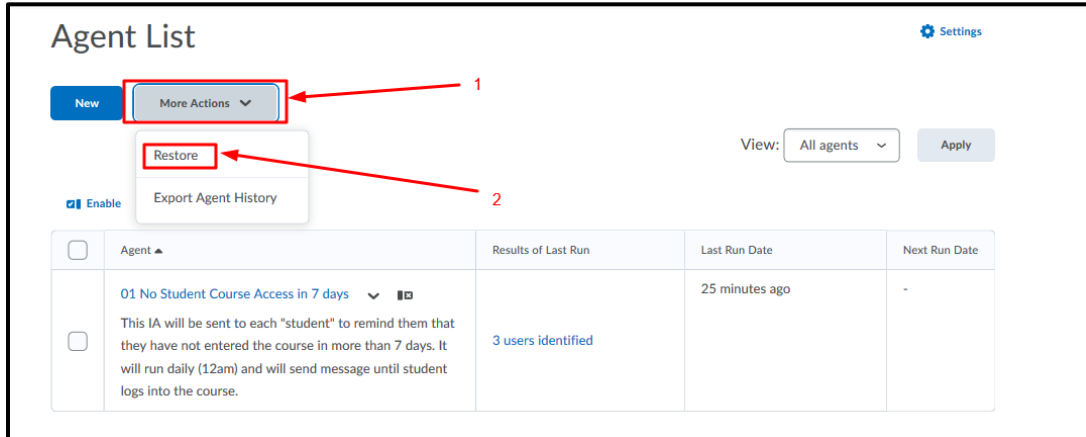 Agent List
Settings
1
New
More Actions
View:
All agents
Apply
Restore
2
Export Agent History
Enable
Agent
Results of Last Run
Last Run Date
Next Run Date
01 No Student Course Access in 7 days
25 minutes ago
-
This IA will be sent to each "student" to remind them that
they have not entered the course in more than 7 days. It
3 users identified
will run daily (12am) and will send message until student
logs into the course.